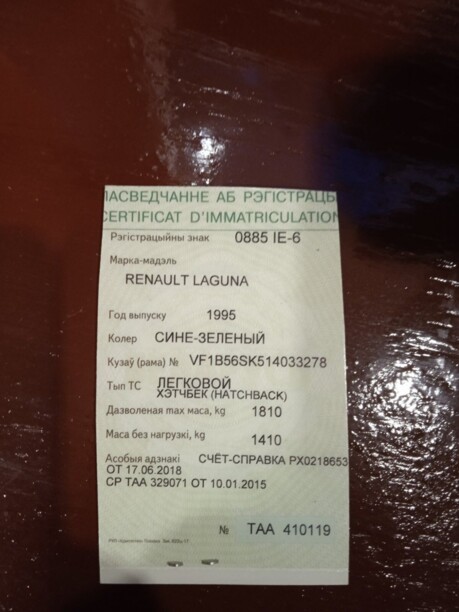 ПАСВЕДЧАННЕ АБ РЭГІСТРАЦЫ
CERTIFICAT D'IMMATRICULATION
Рэгістрацыйны знак 0885 IE-6
Марка-мадэль
RENAULT LAGUNA
Год выпуску 1995
Колер СИНЕ-ЗЕЛЕНЫЙ
Кузаў (рама) № VF1B56SK514033278
Тып ТС ЛЕГКОВОЙ
ХЭТЧБЕК (HATCHBACK)
Дазволеная max маса, kg 1810
Маса без нагрузкі, kg 1410
Асобыя адзнакі СЧЁТ-СПРАВКА РХ0218653
ОТ 17.06.2018
СР ТАА 329071 ОТ 10.01.2015
№ ТАА 410119